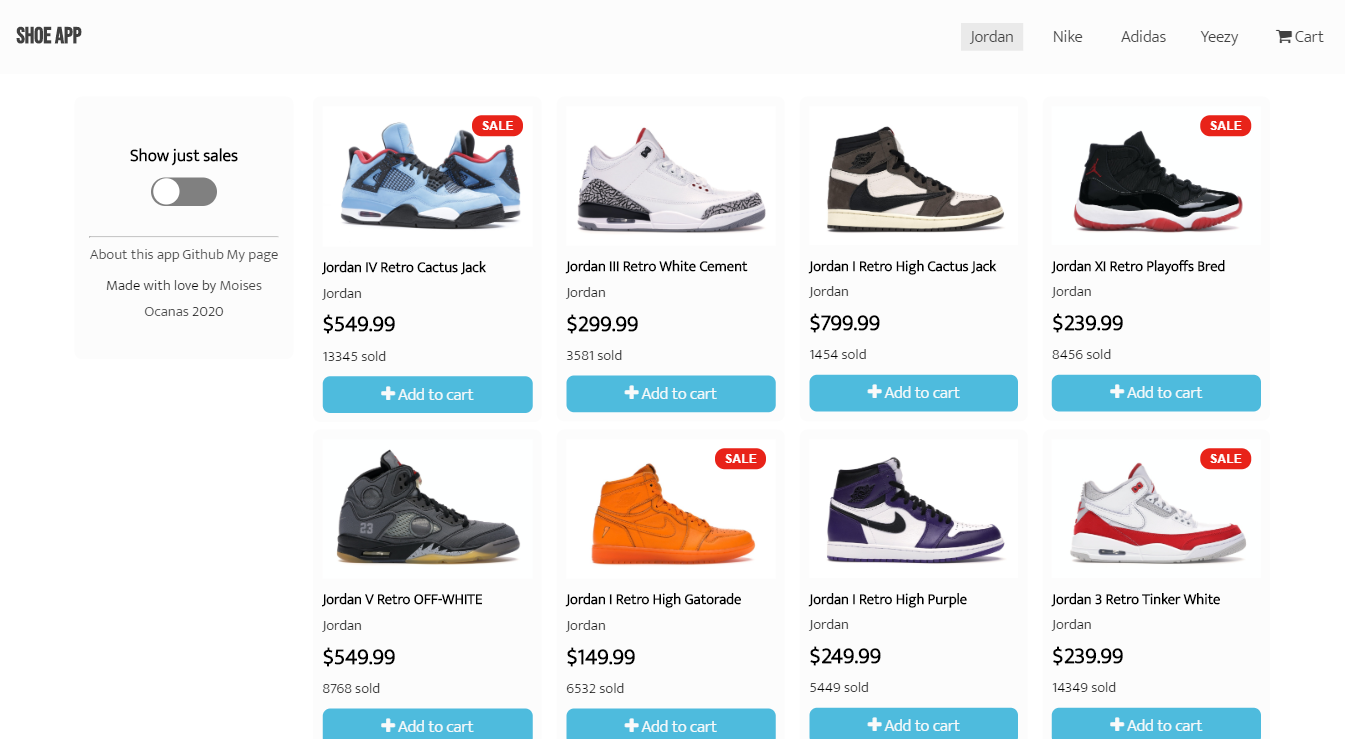 SHOE APP
Jordan
Nike
Adidas
Yeezy
Cart
Show just sales
About this app Github My page
Made with love by Moises
Ocanas 2020
SALE
Jordan IV Retro Cactus Jack
Jordan
$549.99
13345 sold
Add to cart
Jordan III Retro White Cement
Jordan
$299.99
3581 sold
Add to cart
Jordan I Retro High Cactus Jack
Jordan
$799.99
1454 sold
Add to cart
SALE
Jordan XI Retro Playoffs Bred
Jordan
$239.99
8456 sold
Add to cart
23
Jordan V Retro OFF-WHITE
Jordan
$549.99
8768 sold
Add to cart
SALE
Jordan I Retro High Gatorade
Jordan
$149.99
6532 sold
Add to cart
Jordan I Retro High Purple
Jordan
$249.99
5449 sold
Add to cart
SALE
Jordan 3 Retro Tinker White
Jordan
$239.99
14349 sold
Add to cart